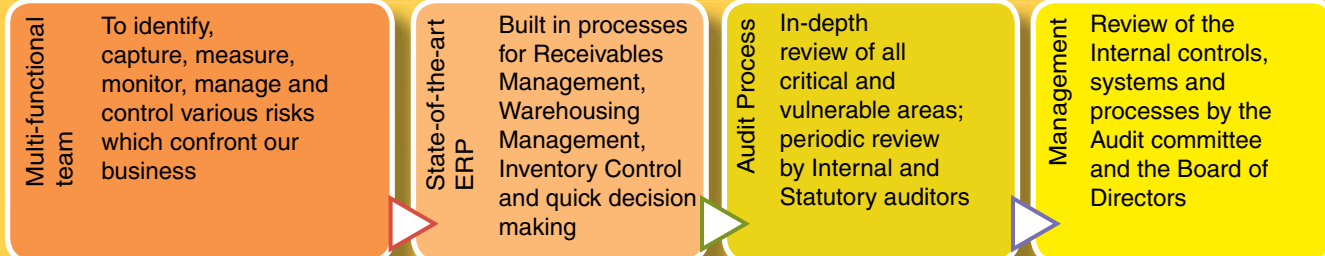 Multi-functional
team
To identify,
capture, measure,
monitor, manage and
control various risks
which confront our
business
State-of-the-art
ERP
Built in processes
for Receivables
Management,
Warehousing
Management,
Inventory Control
and quick decision
making
Audit Process
In-depth
review of all
critical and
vulnerable areas;
periodic review
by Internal and
Statutory auditors
Management
Review of the
Internal controls,
systems and
processes by the
Audit committee
and the Board of
Directors